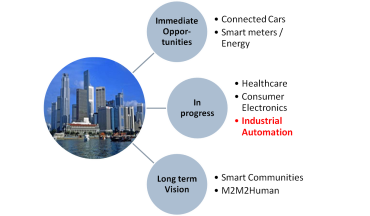 Immediate
Oppor-
tunities
• Connected Cars
• Smart meters /
Energy
In
progress
• Healthcare
• Consumer
Electronics
• Industrial
Automation
Long term
Vision
• Smart Communities
• M2M2Human